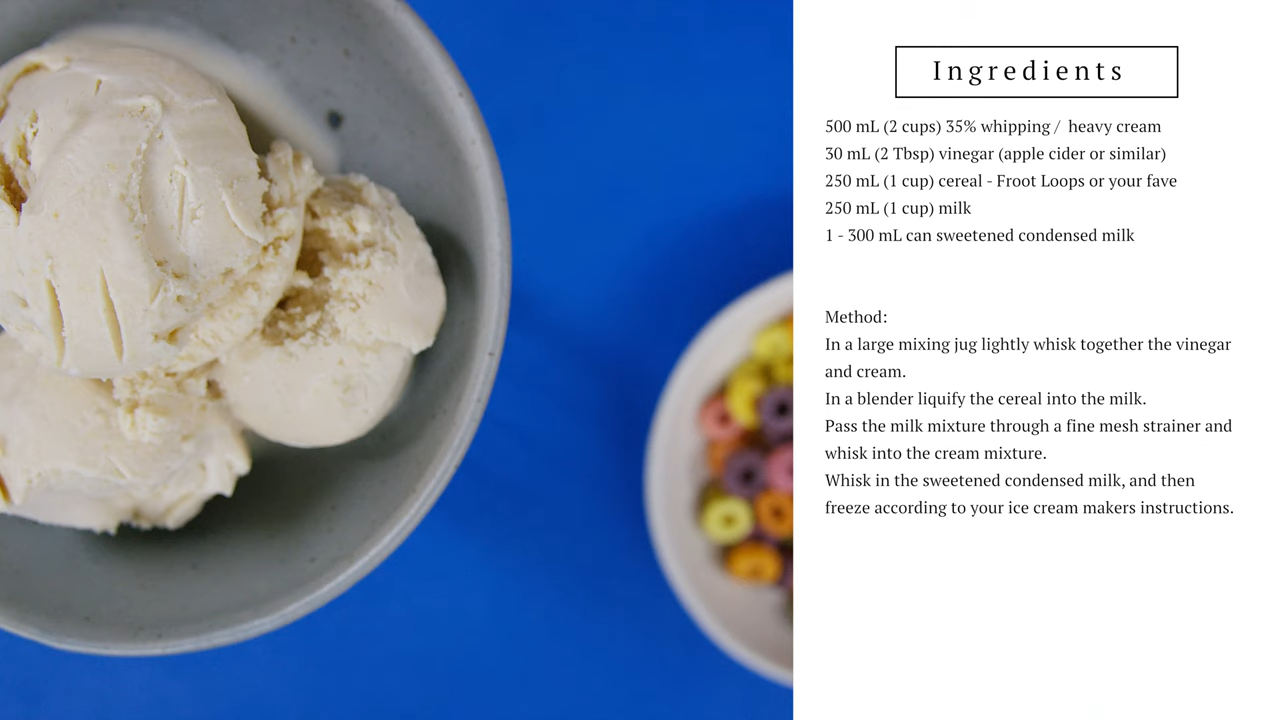 Ingredients
500 mL (2 cups) 35% whipping / heavy cream
30 mL (2 Tbsp) vinegar (apple cider or similar)
250 mL (1 cup) cereal - Froot Loops or your fave
250 mL (1 cup) milk
1 - 300 mL can sweetened condensed milk
Method:
In a large mixing jug lightly whisk together the vinegar
and cream.
In a blender liquify the cereal into the milk.
Pass the milk mixture through a fine mesh strainer and
whisk into the cream mixture.
Whisk in the sweetened condensed milk, and then
freeze according to your ice cream makers instructions.